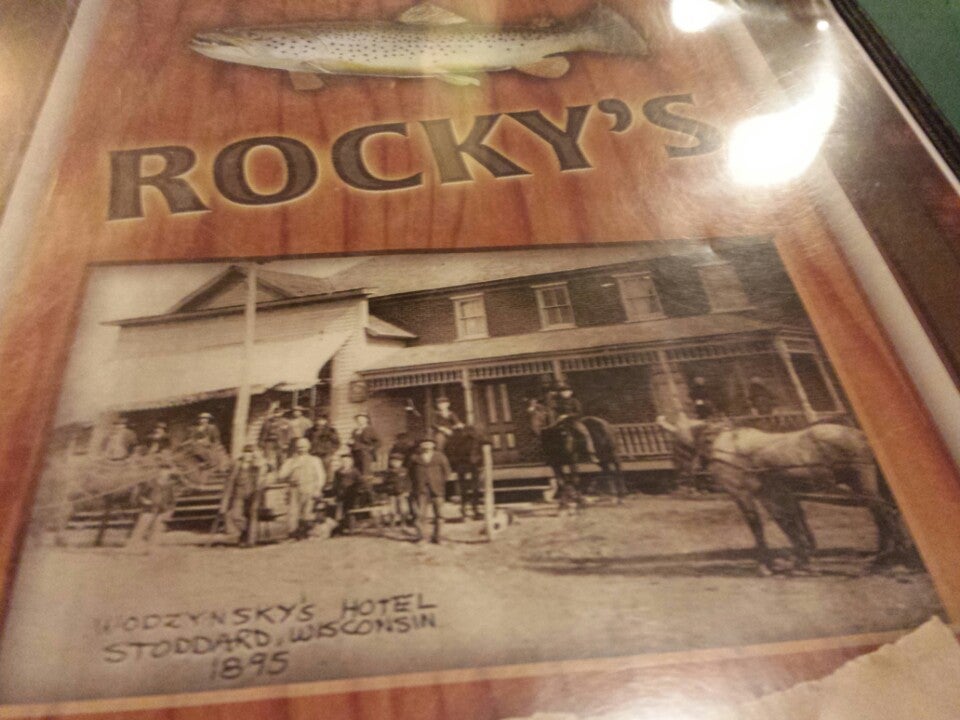 ROCKY'S
WODZYNSKY'S HOTEL
STODDARD, WISCONSIN
1895